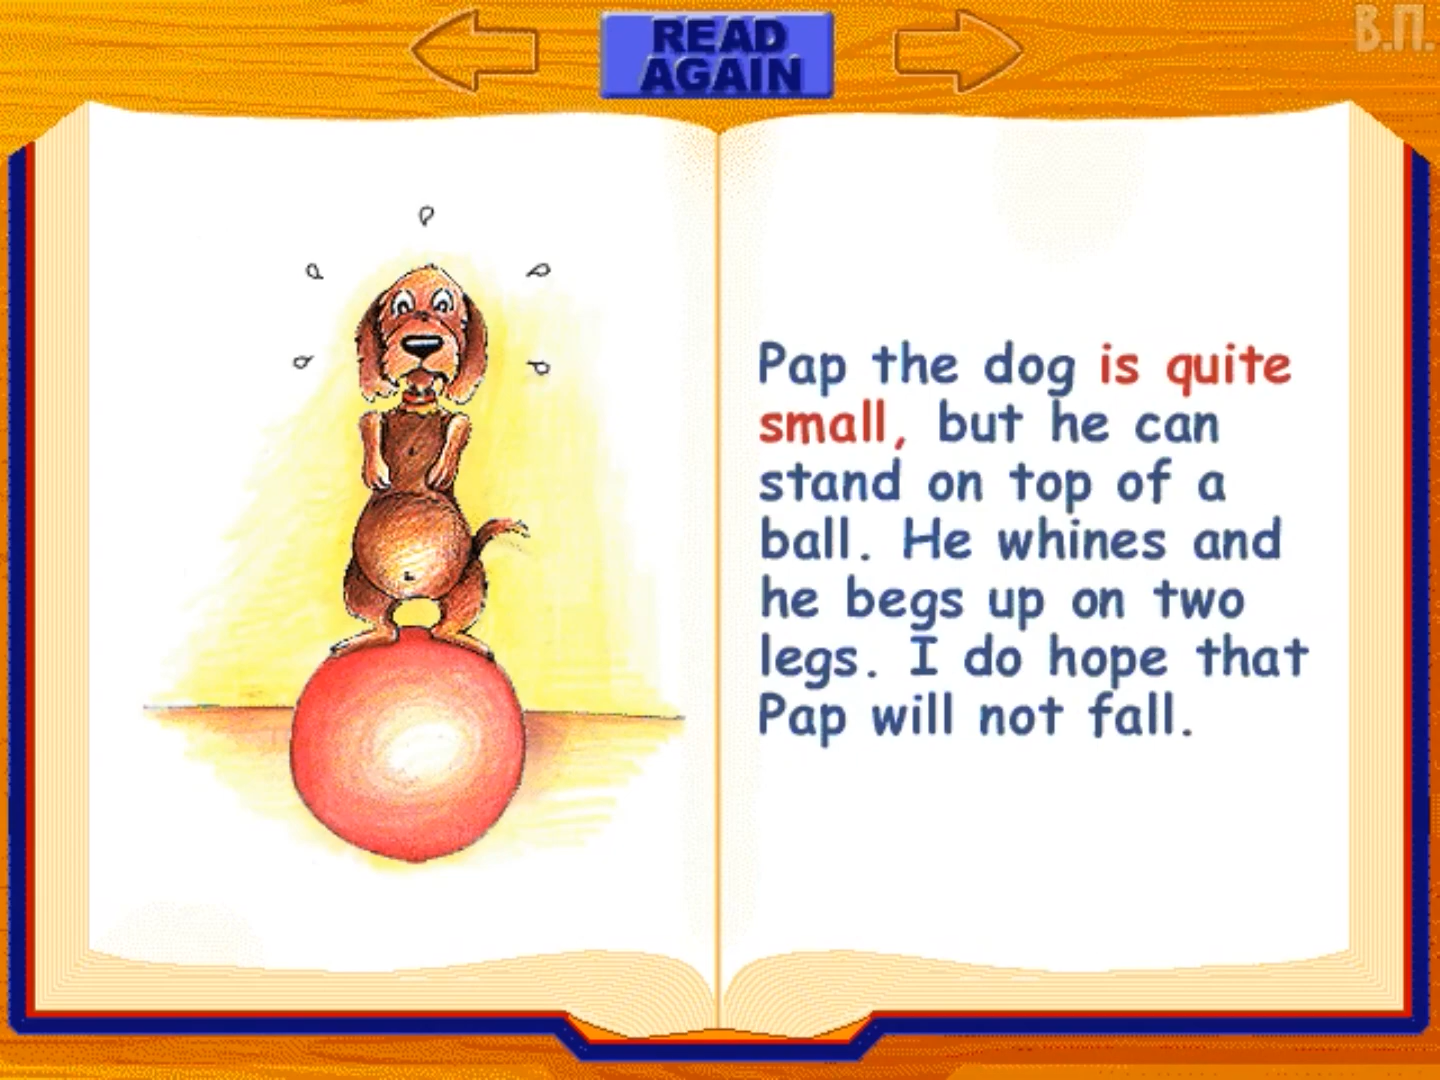 READ
AGAIN
В.П.
Pap the dog is quite
small, but he can
stand on top of a
ball. He whines and
he begs up on two
legs. I do hope that
Pap will not fall.